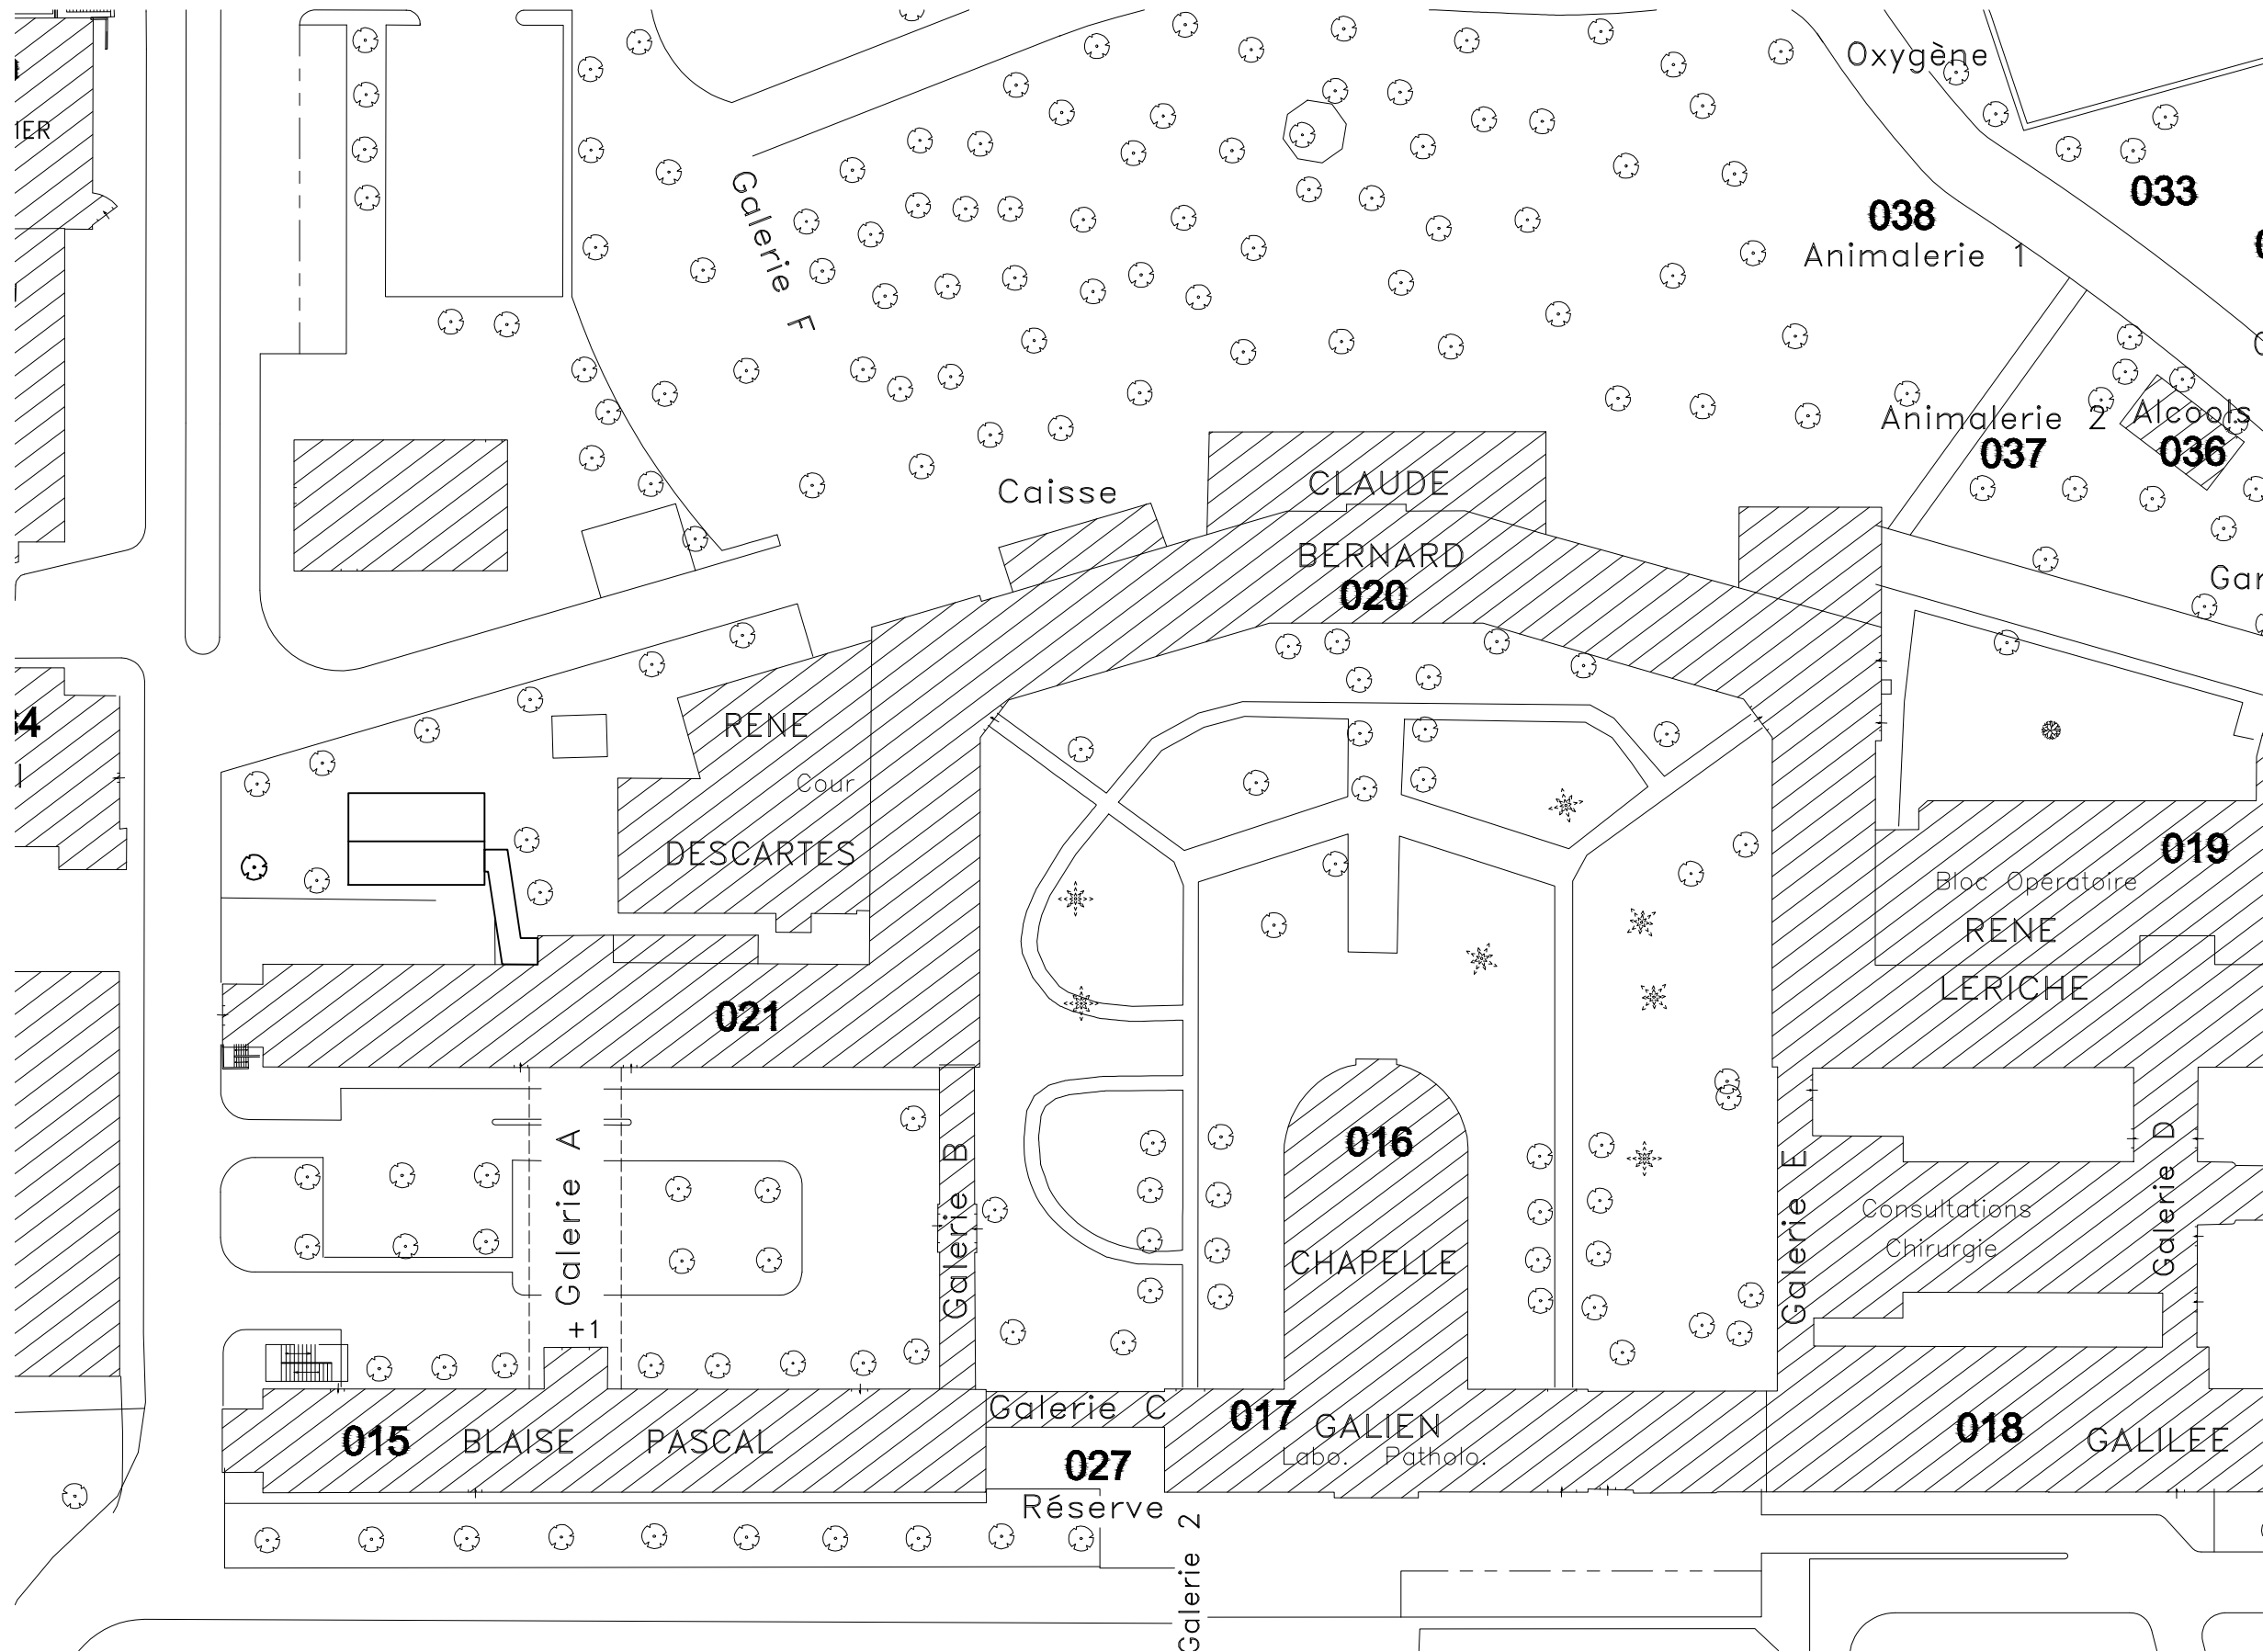 Oxygène
IER
033
Galerie F
038
Animalerie 1
Animalerie 2
Alcools
037
036
Caisse
CLAUDE
BERNARD
020
RENE
Cour
DESCARTES
019
Bloc Opératoire
RENE
LERICHE
021
016
Galerie A
+1
Galerie B
CHAPELLE
Galerie E
Consultations
Chirurgie
Galerie D
Galerie C
017
GALIEN
Labo. Patholo.
015
BLAISE PASCAL
018
GALILEE
027
Réserve
Galerie 2